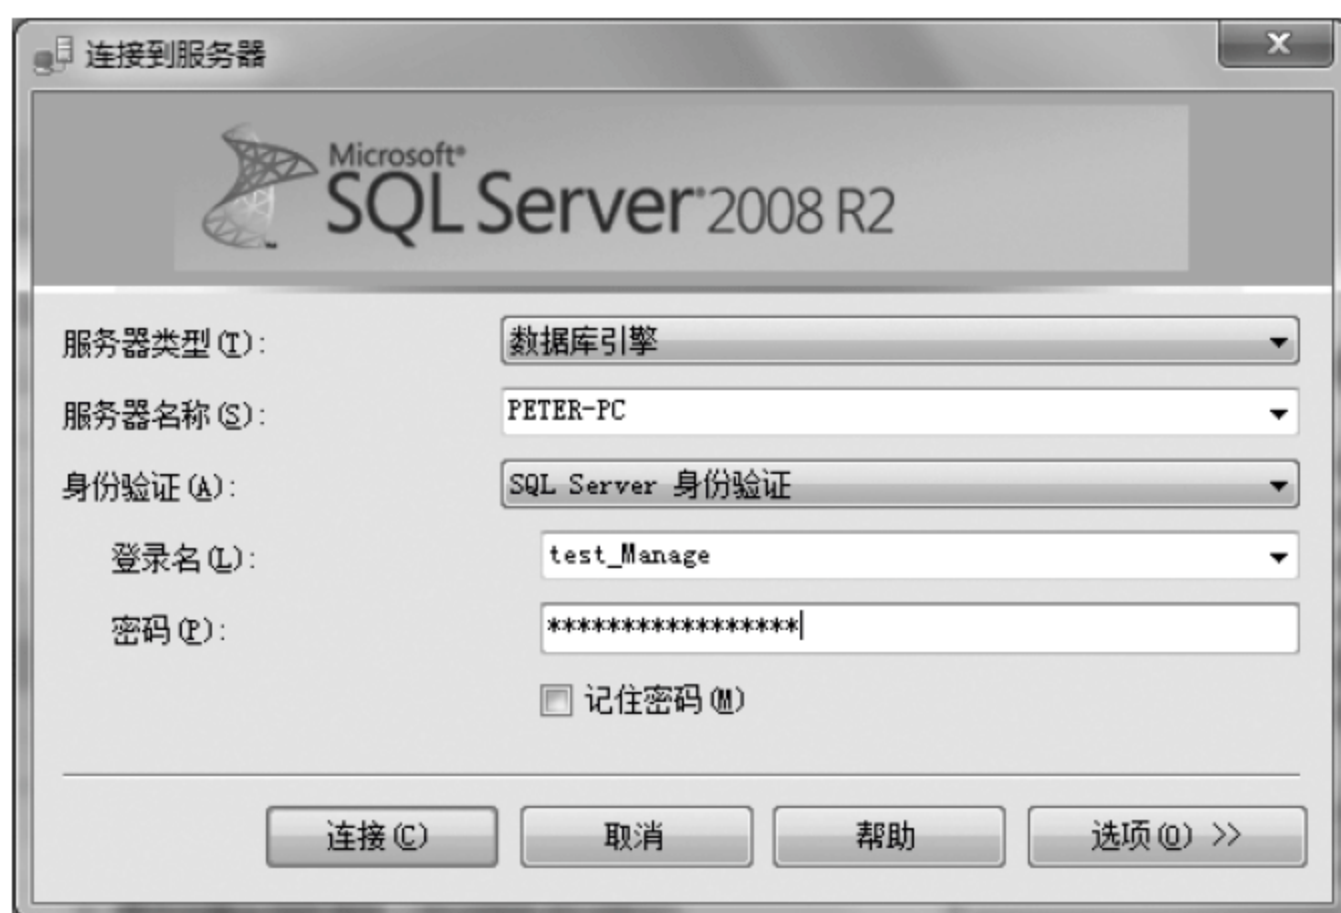 连接到服务器
Microsoft®
SQL Server® 2008 R2
服务器类型(T): 数据库引擎
服务器名称(S): PETER-PC
身份验证(A): SQL Server 身份验证
登录名(L): test_Manage
密码(P): *****************
记住密码(M)
连接(C) 取消 帮助 选项(O) >>